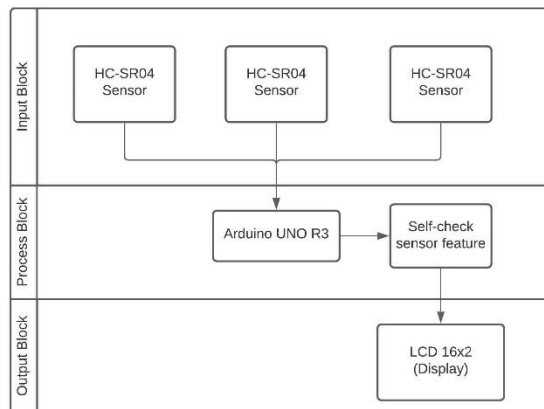 Input Block
HC-SR04
Sensor
HC-SR04
Sensor
HC-SR04
Sensor
Process Block
Arduino UNO R3
Self-check
sensor feature
Output Block
LCD 16x2
(Display)